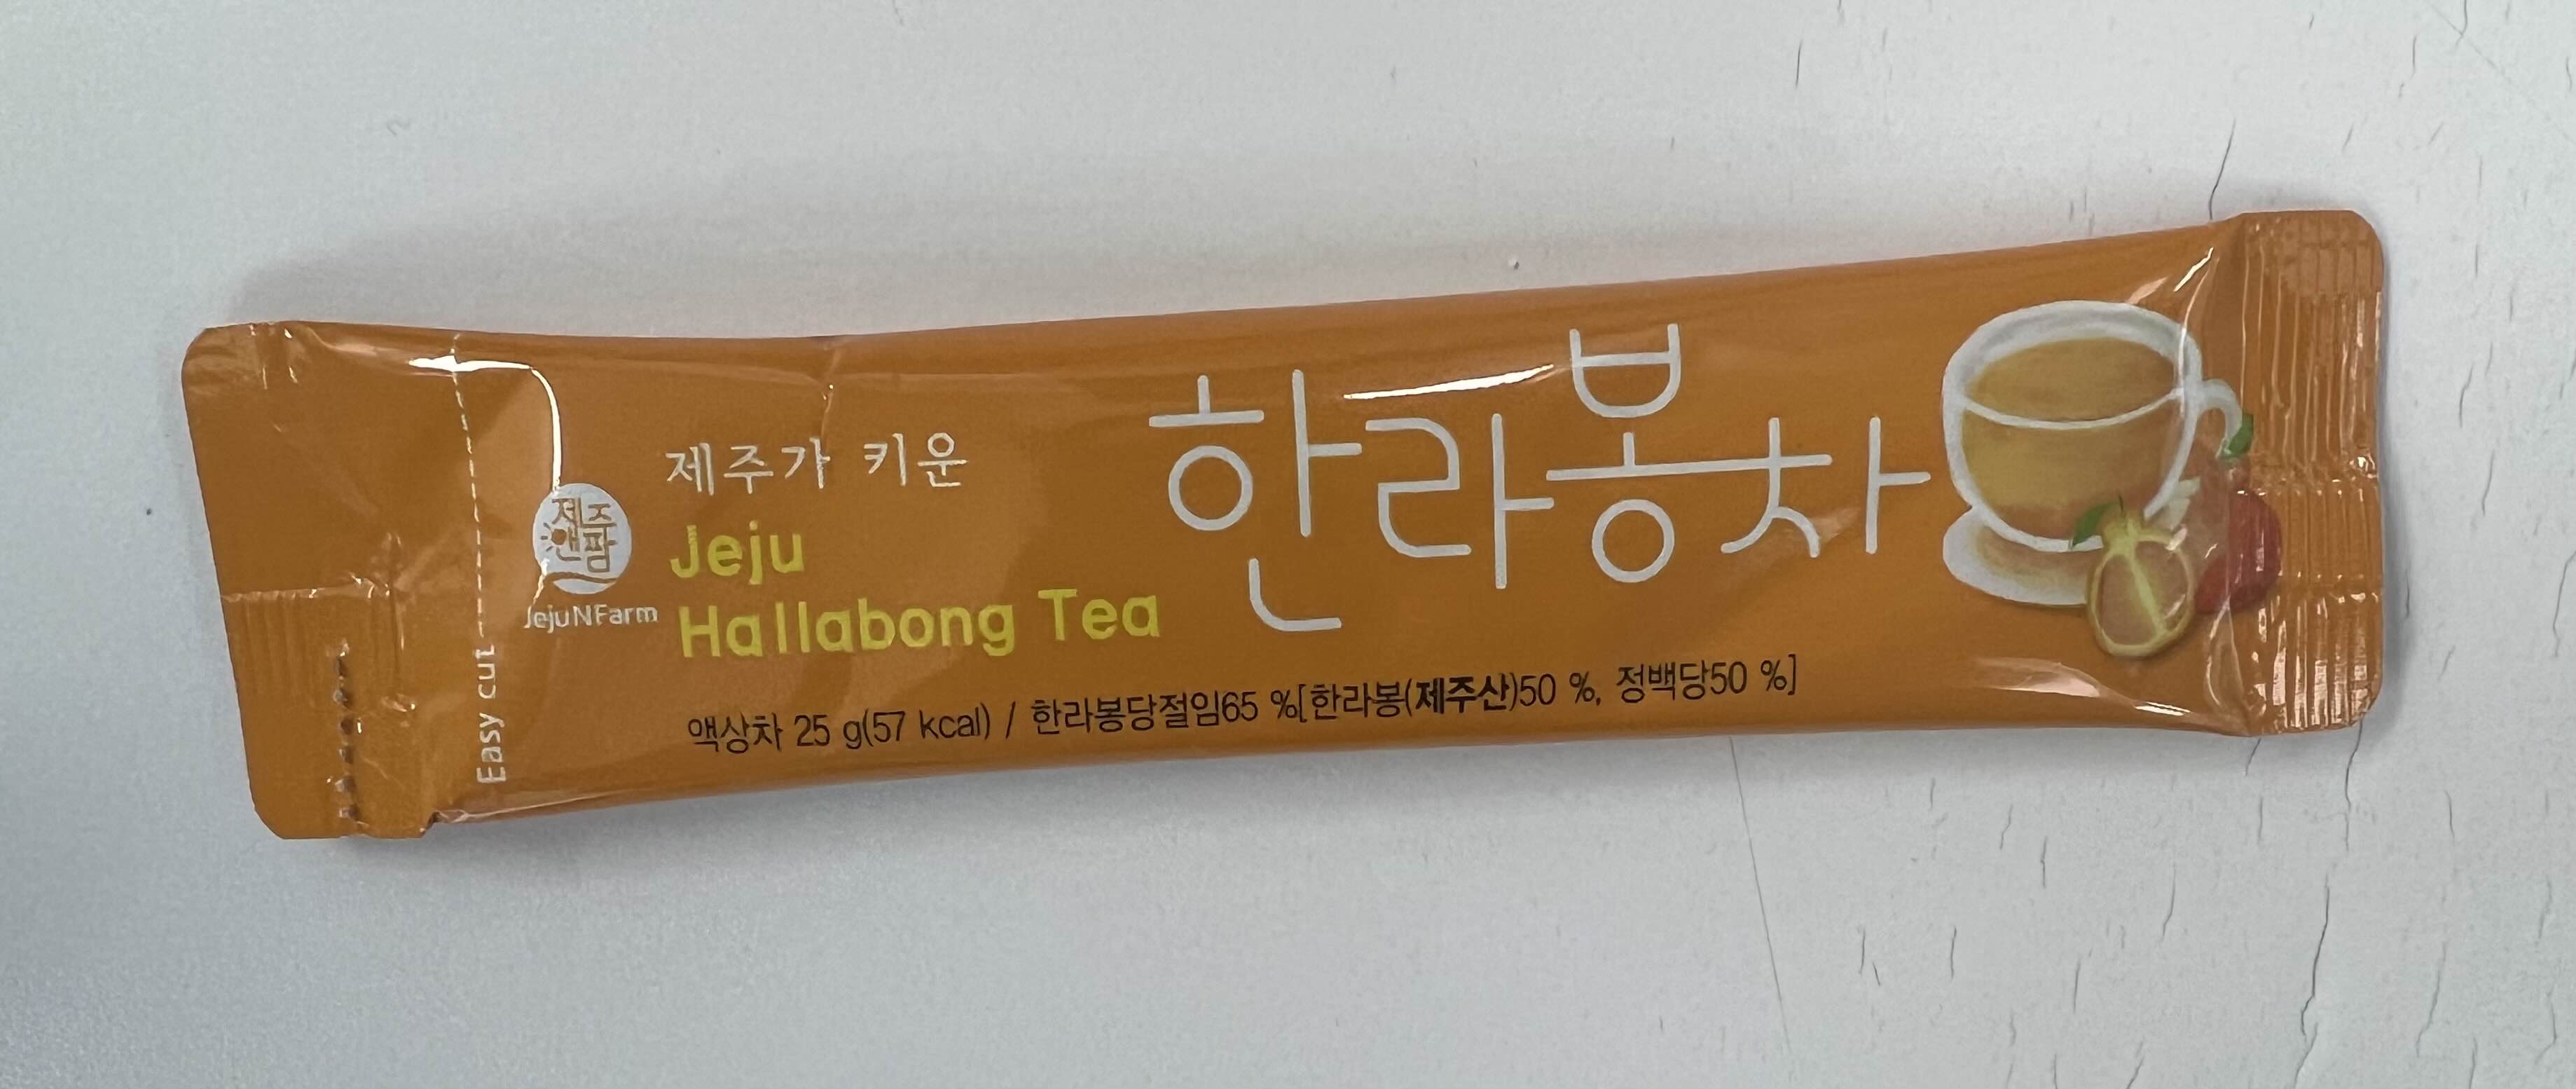 제주앤팜
JejuNFarm
Easy cut
제주가 키운
Jeju
Hallabong Tea
한라봉차
액상차 25 g(57 kcal) / 한라봉당절임65 %[한라봉(제주산)50 %, 정백당50 %]